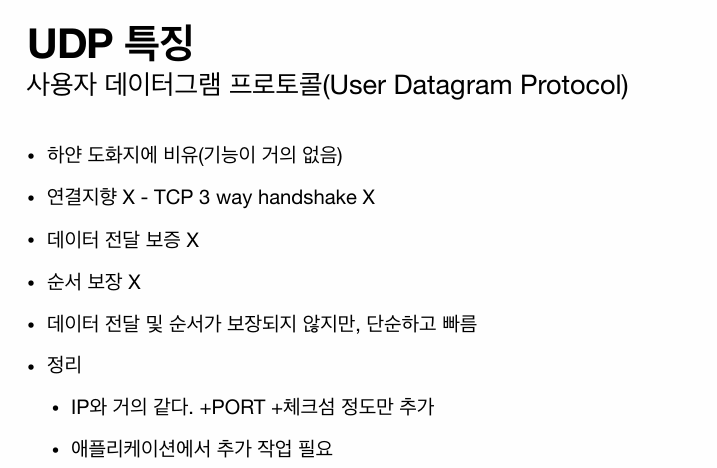 UDP 특징
사용자 데이터그램 프로토콜(User Datagram Protocol)
• 하얀 도화지에 비유(기능이 거의 없음)
• 연결지향 X - TCP 3 way handshake X
• 데이터 전달 보증 X
• 순서 보장 X
• 데이터 전달 및 순서가 보장되지 않지만, 단순하고 빠름
• 정리
• IP와 거의 같다. +PORT +체크섬 정도만 추가
• 애플리케이션에서 추가 작업 필요